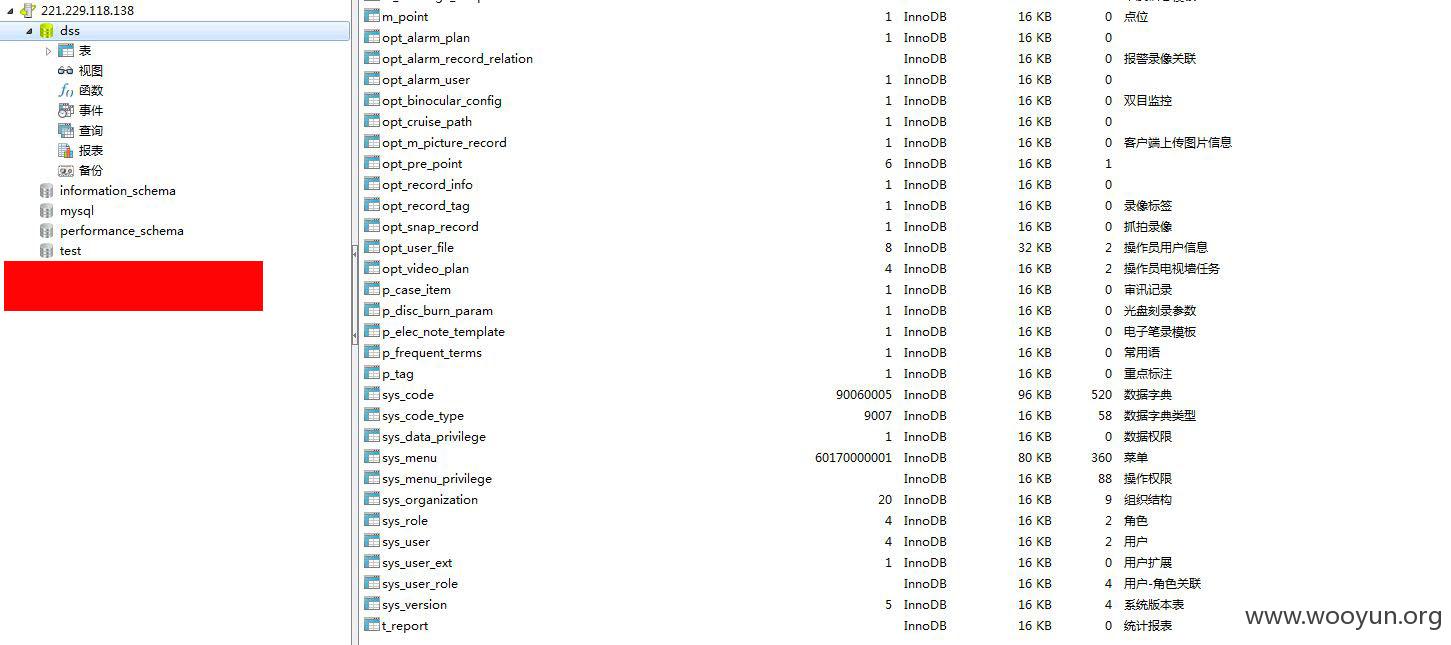 221.229.118.138
dss
表
视图
函数
事件
查询
报表
备份
information_schema
mysql
performance_schema
test
m_point 1 InnoDB 16 KB 0 点位
opt_alarm_plan 1 InnoDB 16 KB 0
opt_alarm_record_relation InnoDB 16 KB 0 报警录像关联
opt_alarm_user 1 InnoDB 16 KB 0
opt_binocular_config 1 InnoDB 16 KB 0 双目监控
opt_cruise_path 1 InnoDB 16 KB 0
opt_m_picture_record 1 InnoDB 16 KB 0 客户端上传图片信息
opt_pre_point 6 InnoDB 16 KB 1
opt_record_info 1 InnoDB 16 KB 0
opt_record_tag 1 InnoDB 16 KB 0 录像标签
opt_snap_record 1 InnoDB 16 KB 0 抓拍录像
opt_user_file 8 InnoDB 32 KB 2 操作员用户信息
opt_video_plan 4 InnoDB 16 KB 2 操作员电视墙任务
p_case_item 1 InnoDB 16 KB 0 审讯记录
p_disc_burn_param 1 InnoDB 16 KB 0 光盘刻录参数
p_elec_note_template 1 InnoDB 16 KB 0 电子笔录模板
p_frequent_terms 1 InnoDB 16 KB 0 常用语
p_tag 1 InnoDB 16 KB 0 重点标注
sys_code 90060005 InnoDB 96 KB 520 数据字典
sys_code_type 9007 InnoDB 16 KB 58 数据字典类型
sys_data_privilege 1 InnoDB 16 KB 0 数据权限
sys_menu 60170000001 InnoDB 80 KB 360 菜单
sys_menu_privilege InnoDB 16 KB 88 操作权限
sys_organization 20 InnoDB 16 KB 9 组织结构
sys_role 4 InnoDB 16 KB 2 角色
sys_user 4 InnoDB 16 KB 2 用户
sys_user_ext 1 InnoDB 16 KB 0 用户扩展
sys_user_role InnoDB 16 KB 4 用户-角色关联
sys_version 5 InnoDB 16 KB 4 系统版本表
t_report InnoDB 16 KB 0 统计报表
www.wooyun.org